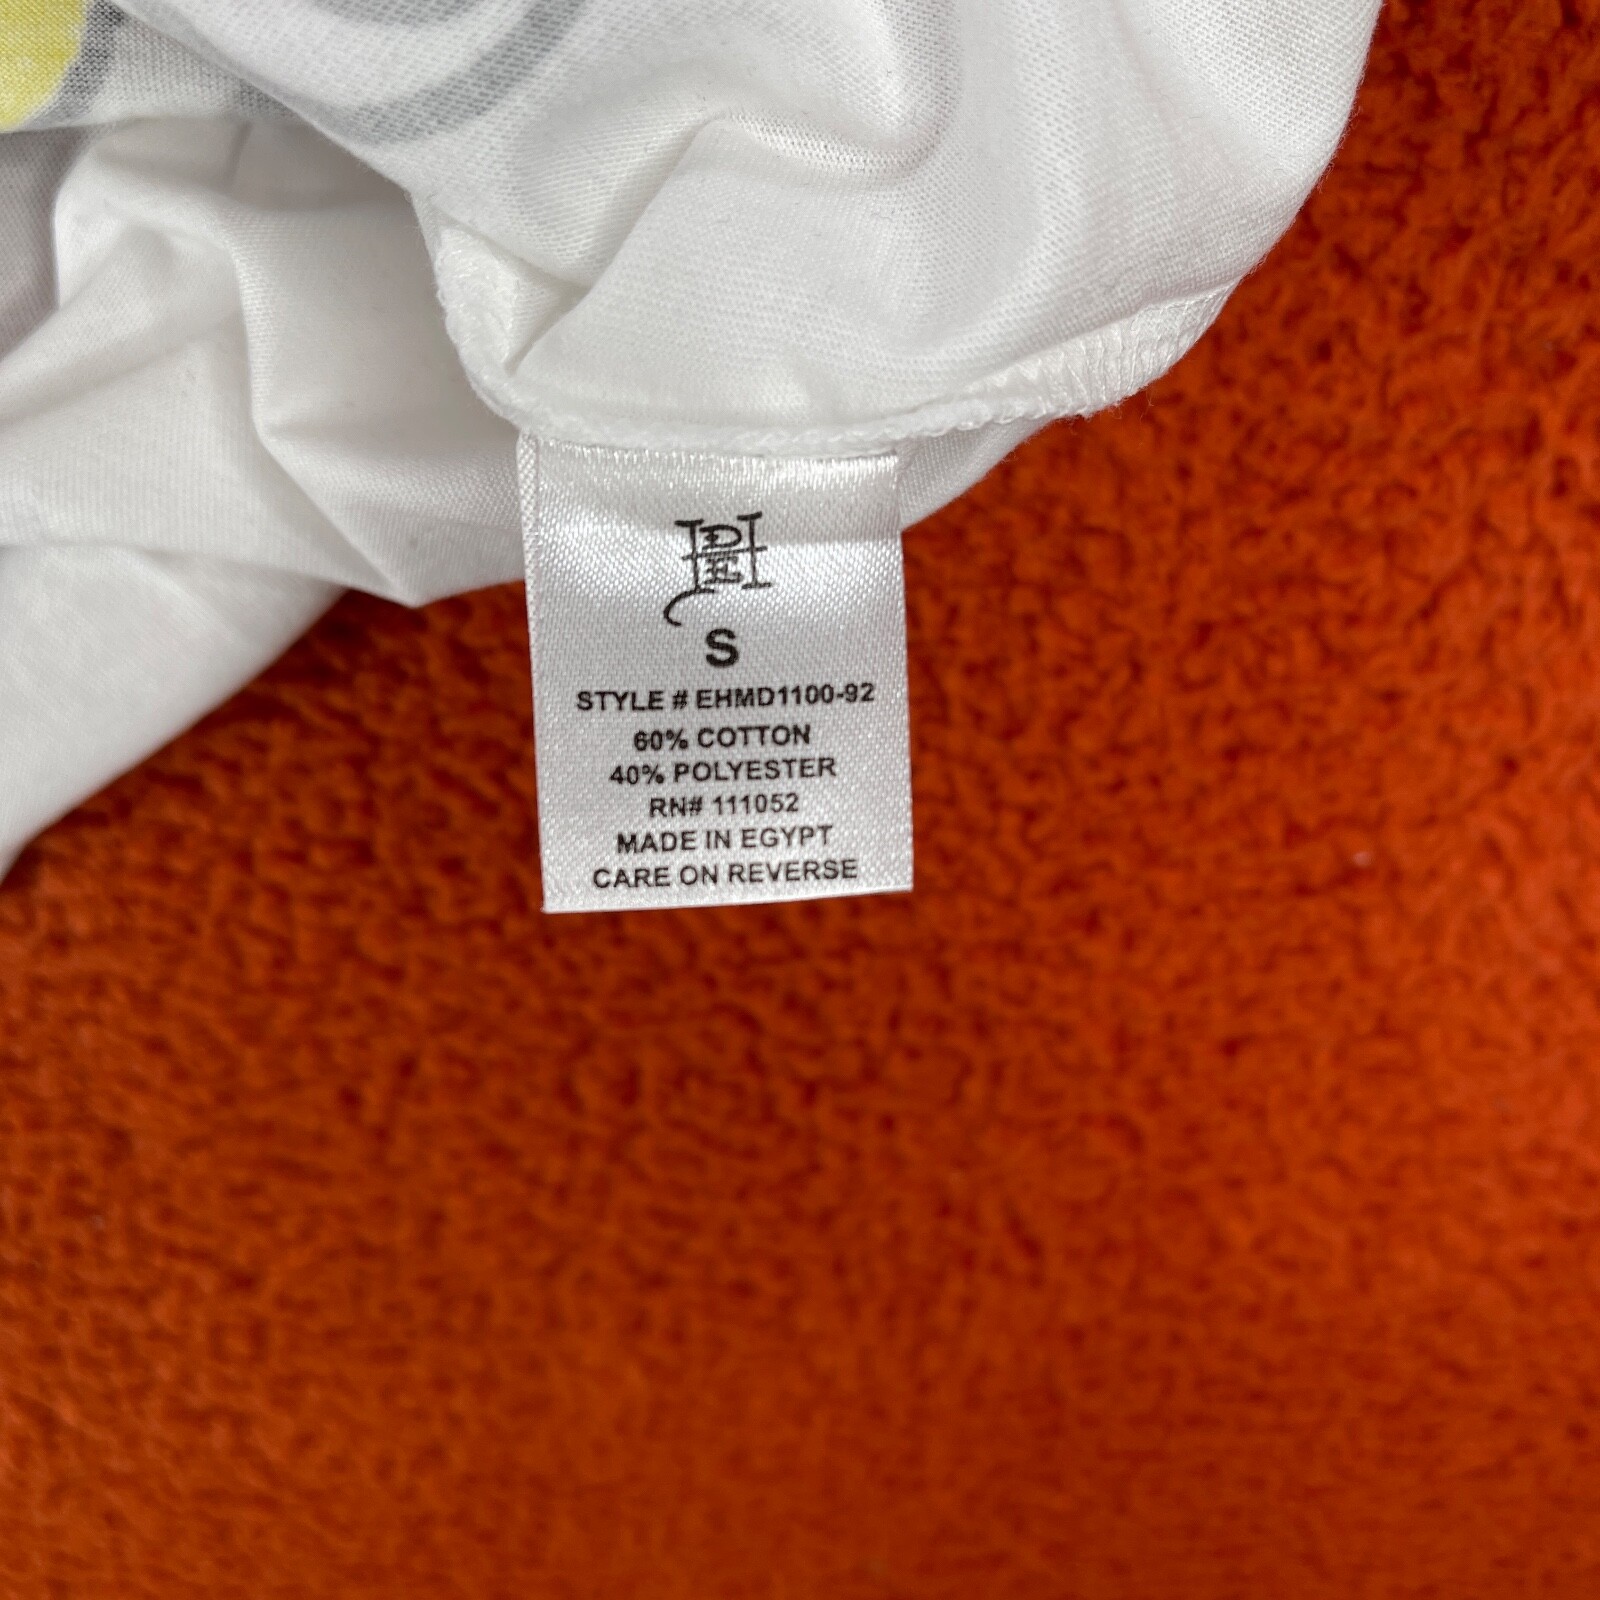 S
STYLE # EHMD1100-92
60% COTTON
40% POLYESTER
RN# 111052
MADE IN EGYPT
CARE ON REVERSE